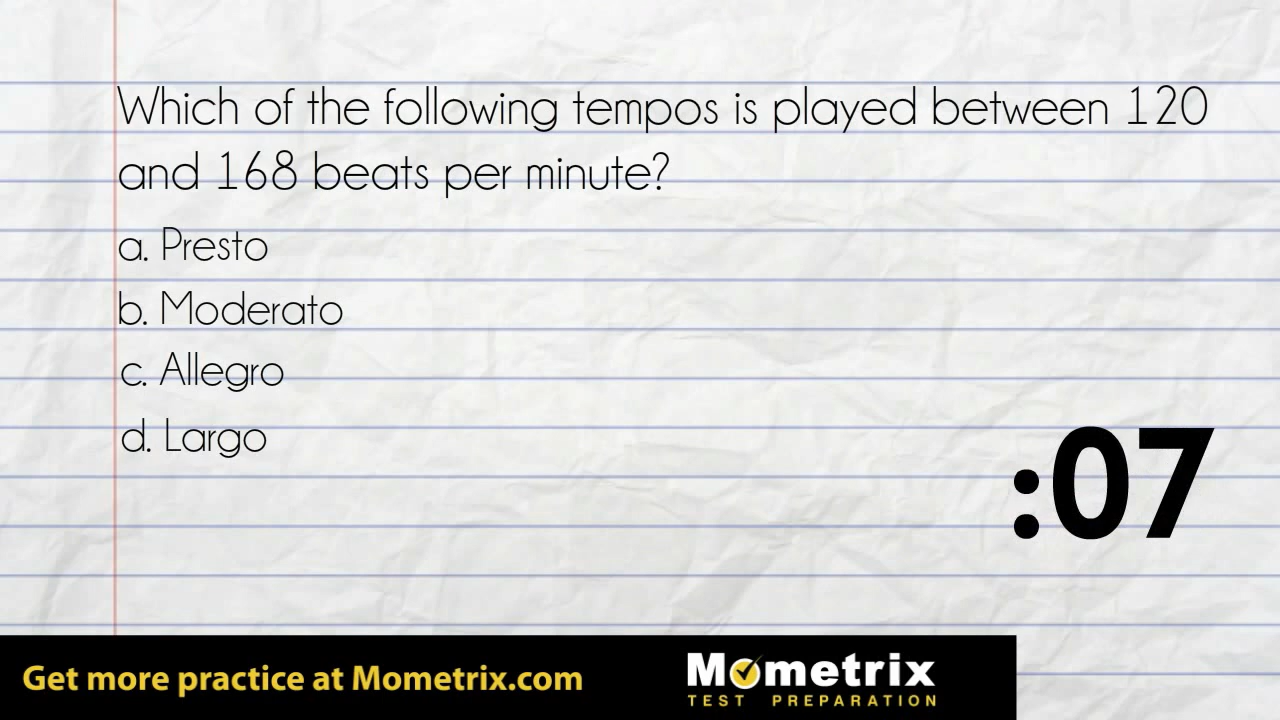 Which of the following tempos is played between 120
and 168 beats per minute?
a. Presto
b. Moderato
c. Allegro
d. Largo
:07
Get more practice at Mometrix.com
Mometrix
TEST PREPARATION